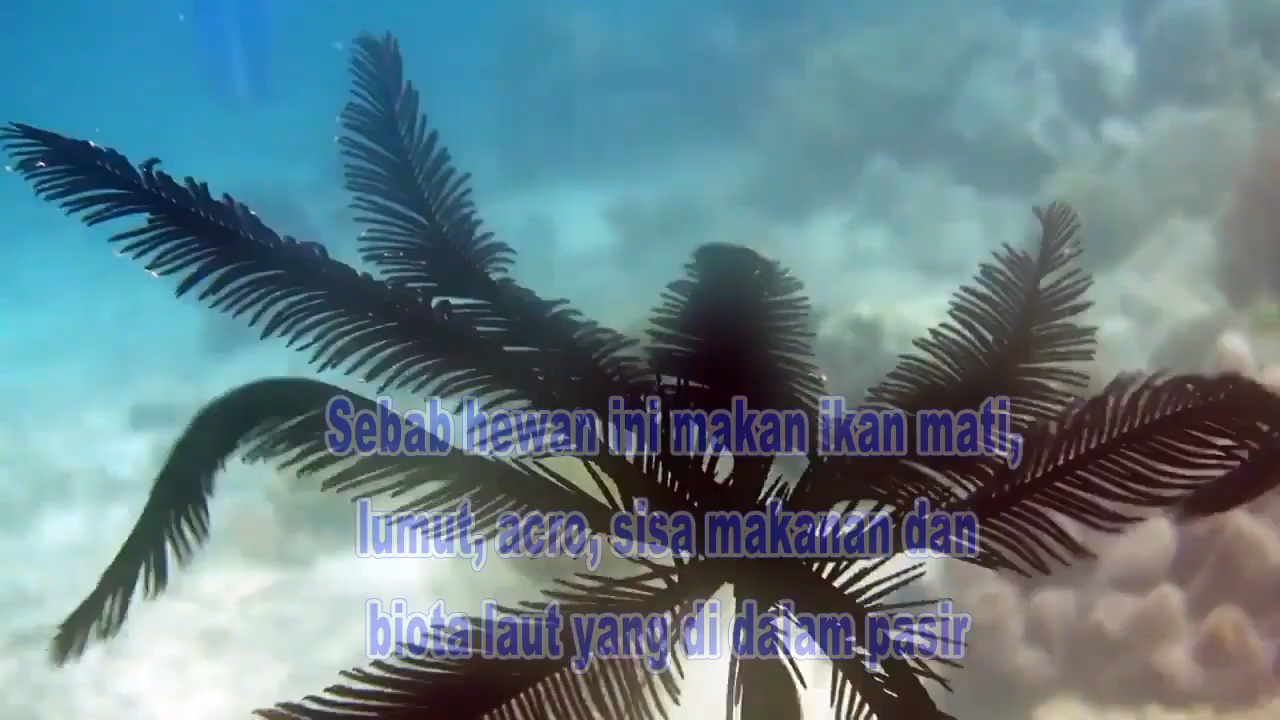 Sebab hewan ini makan ikan mati,
lumut, acro, sisa makanan dan
biota laut yang di dalam pasir